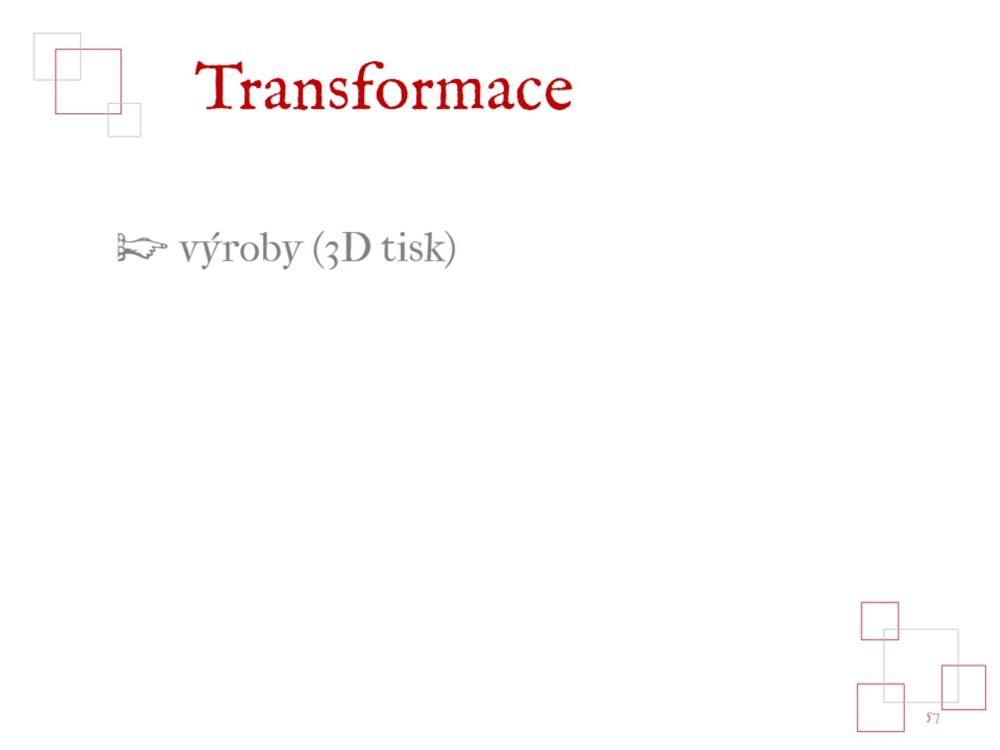 Transformace
☞ výroby (3D tisk)
57